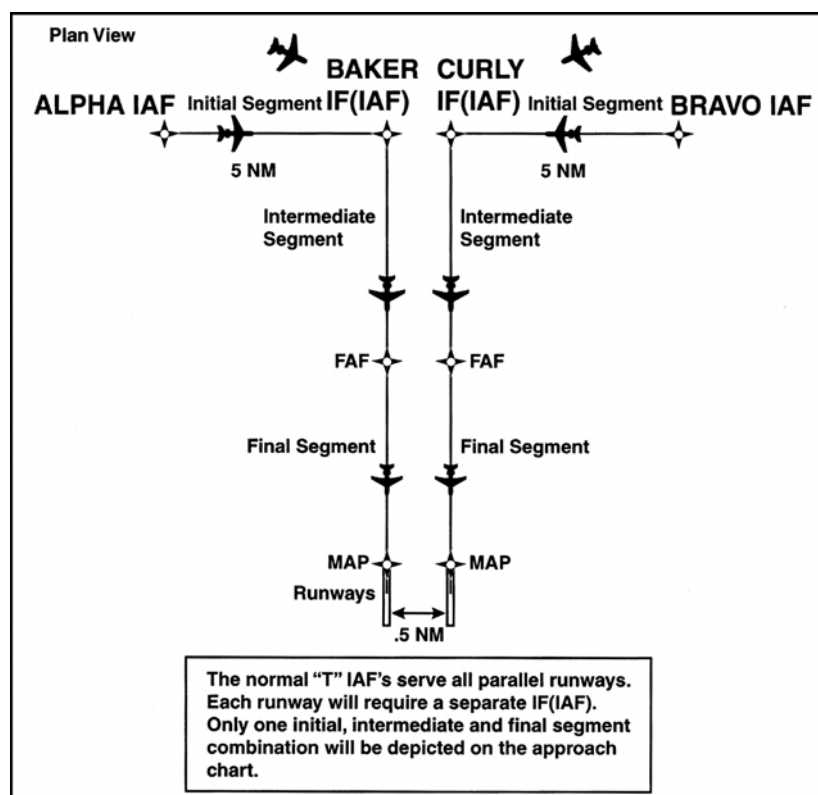 Plan View
BAKER CURLY
ALPHA IAF Initial Segment IF(IAF) IF(IAF) Initial Segment BRAVO IAF
5 NM 5 NM
Intermediate Intermediate
Segment Segment
FAF FAF
Final Segment Final Segment
MAP MAP
Runways
.5 NM
The normal “T” IAF's serve all parallel runways.
Each runway will require a separate IF(IAF).
Only one initial, intermediate and final segment
combination will be depicted on the approach
chart.